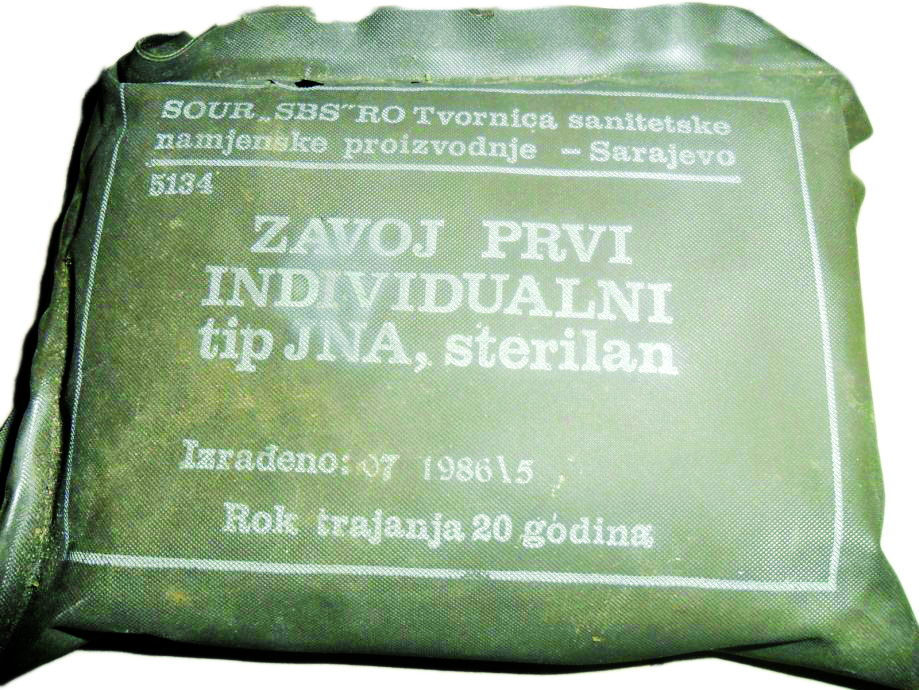 SOUR „SBS" RO Tvornica sanitetske
namjenske proizvodnje – Sarajevo
5134
ZAVOJ PRVI
INDIVIDUALNI
tip JNA, sterilan
Izrađeno: 07 1986\5
Rok trajanja 20 godina